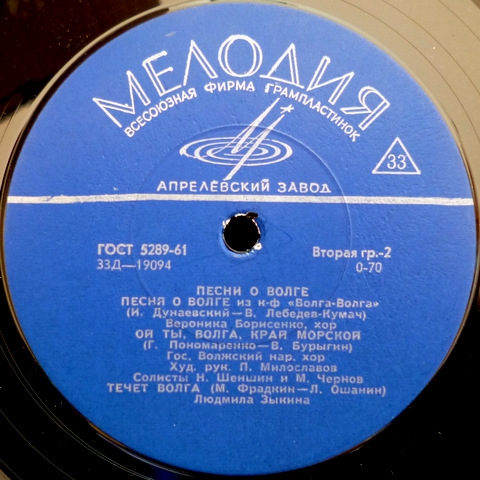 МЕЛОДИЯ
ВСЕСОЮЗНАЯ ФИРМА ГРАМПЛАСТИНОК
33
АПРЕЛЕВСКИЙ ЗАВОД
ГОСТ 5289-61 Вторая гр.-2
33Д—19094 0-70
ПЕСНИ О ВОЛГЕ
ПЕСНЯ О ВОЛГЕ из к-ф «Волга-Волга»
(И. Дунаевский—В. Лебедев-Кумач)
Вероника Борисенко, хор
ОЙ ТЫ, ВОЛГА, КРАЙ МОРСКОЙ
(Г. Пономаренко—В. Бурыгин)
Гос. Волжский нар. хор
Худ. рук. П. Милославов
Солисты Н. Шеншин и М. Чернов
ТЕЧЕТ ВОЛГА (М. Фрадкин—Л. Ошанин)
Людмила Зыкина